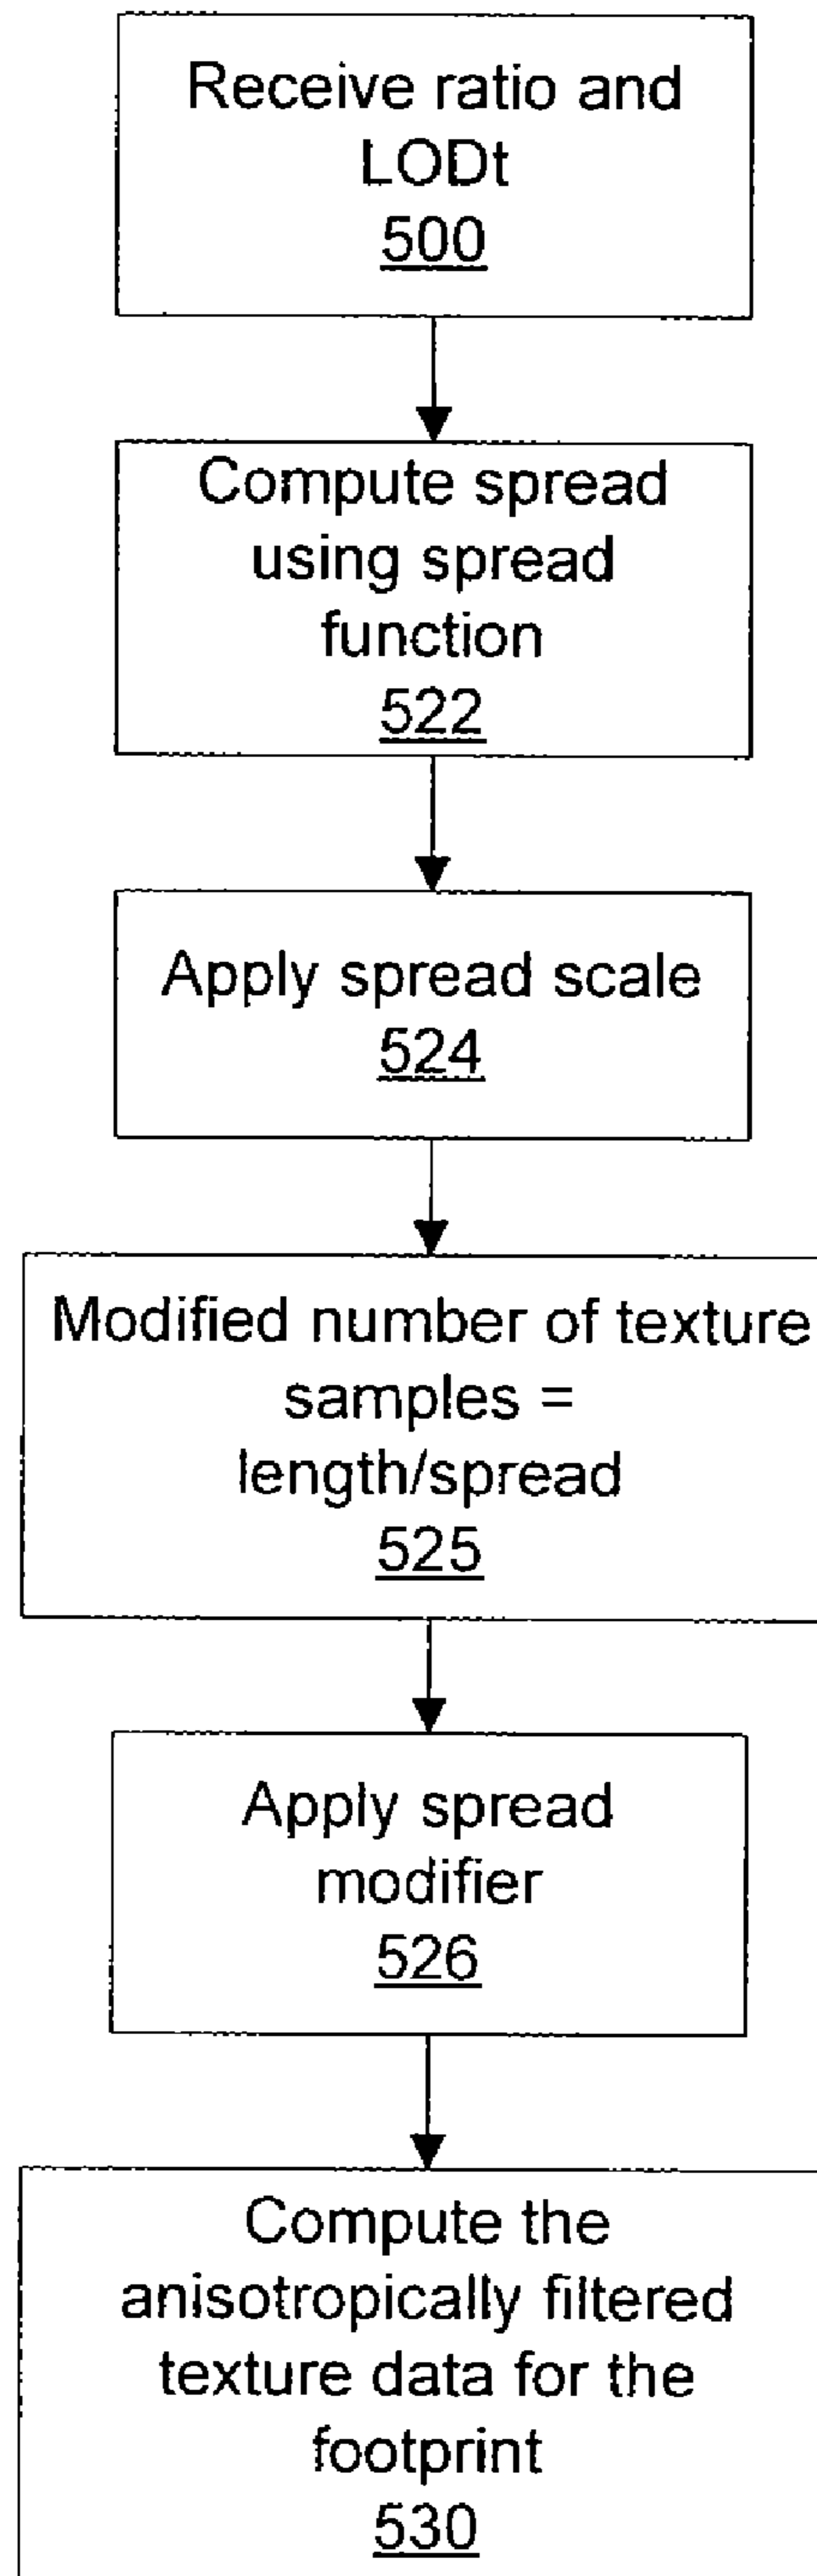 Receive ratio and
LODt
500
Compute spread
using spread
function
522
Apply spread scale
524
Modified number of texture
samples =
length/spread
525
Apply spread
modifier
526
Compute the
anisotropically filtered
texture data for the
footprint
530